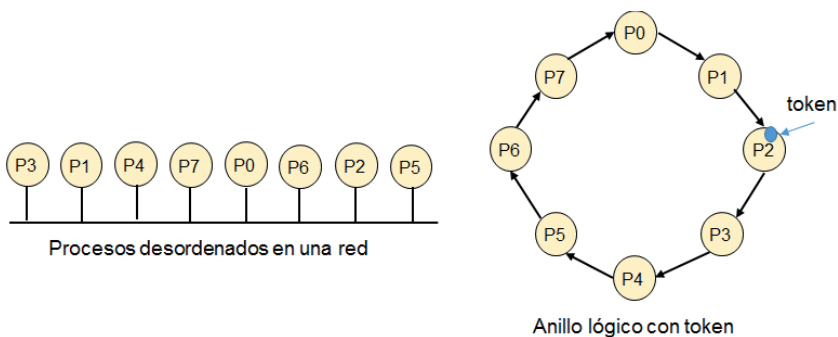 P3 P1 P4 P7 P0 P6 P2 P5
Procesos desordenados en una red
P0
P7
P1
token
P6
P2
P5
P3
P4
Anillo lógico con token